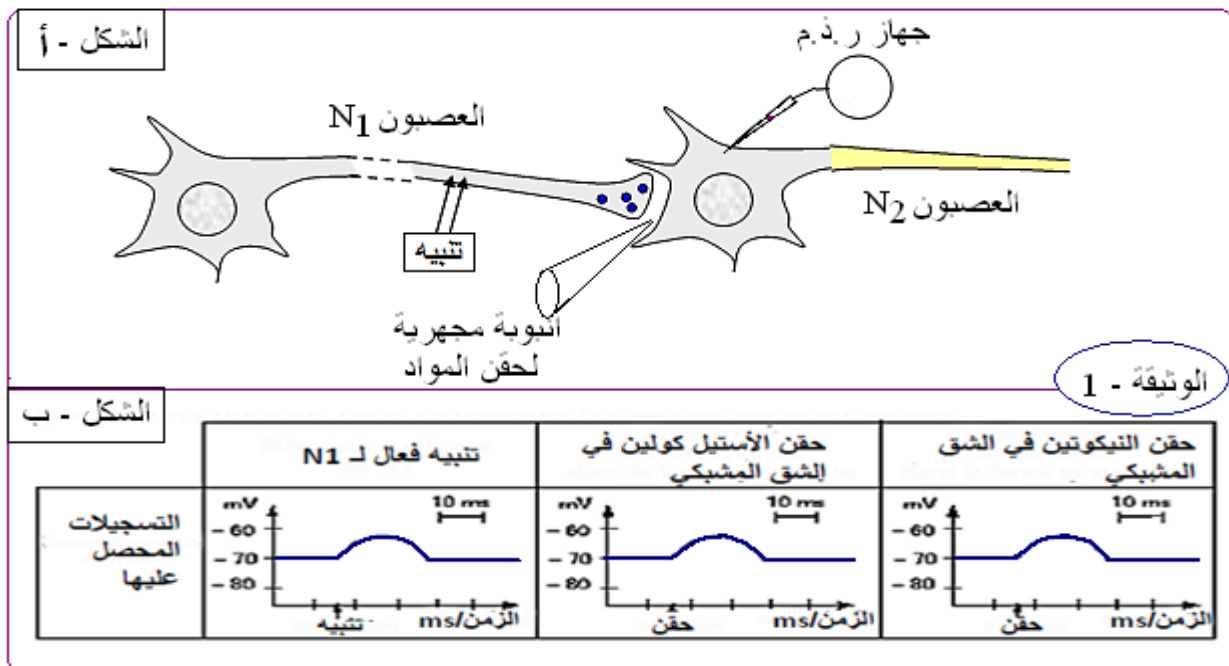 الشكل - أ
جهاز ر.ذ.م
العصبون N1
العصبون N2
تنبيه
انبوبة مجهرية
لحقن المواد
الوثيقة - 1
الشكل - ب
تنبيه فعال لـ N1
حقن الأستيل كولين في
الشق المشبكي
حقن النيكوتين في الشق
المشبكي
التسجيلات
المحصل
عليها
mV
10 ms
- 60
- 70
- 80
تنبيه
الزمن/ms
mV
10 ms
- 60
- 70
- 80
حقن
الزمن/ms
mV
10 ms
- 60
- 70
- 80
حقن
الزمن/ms